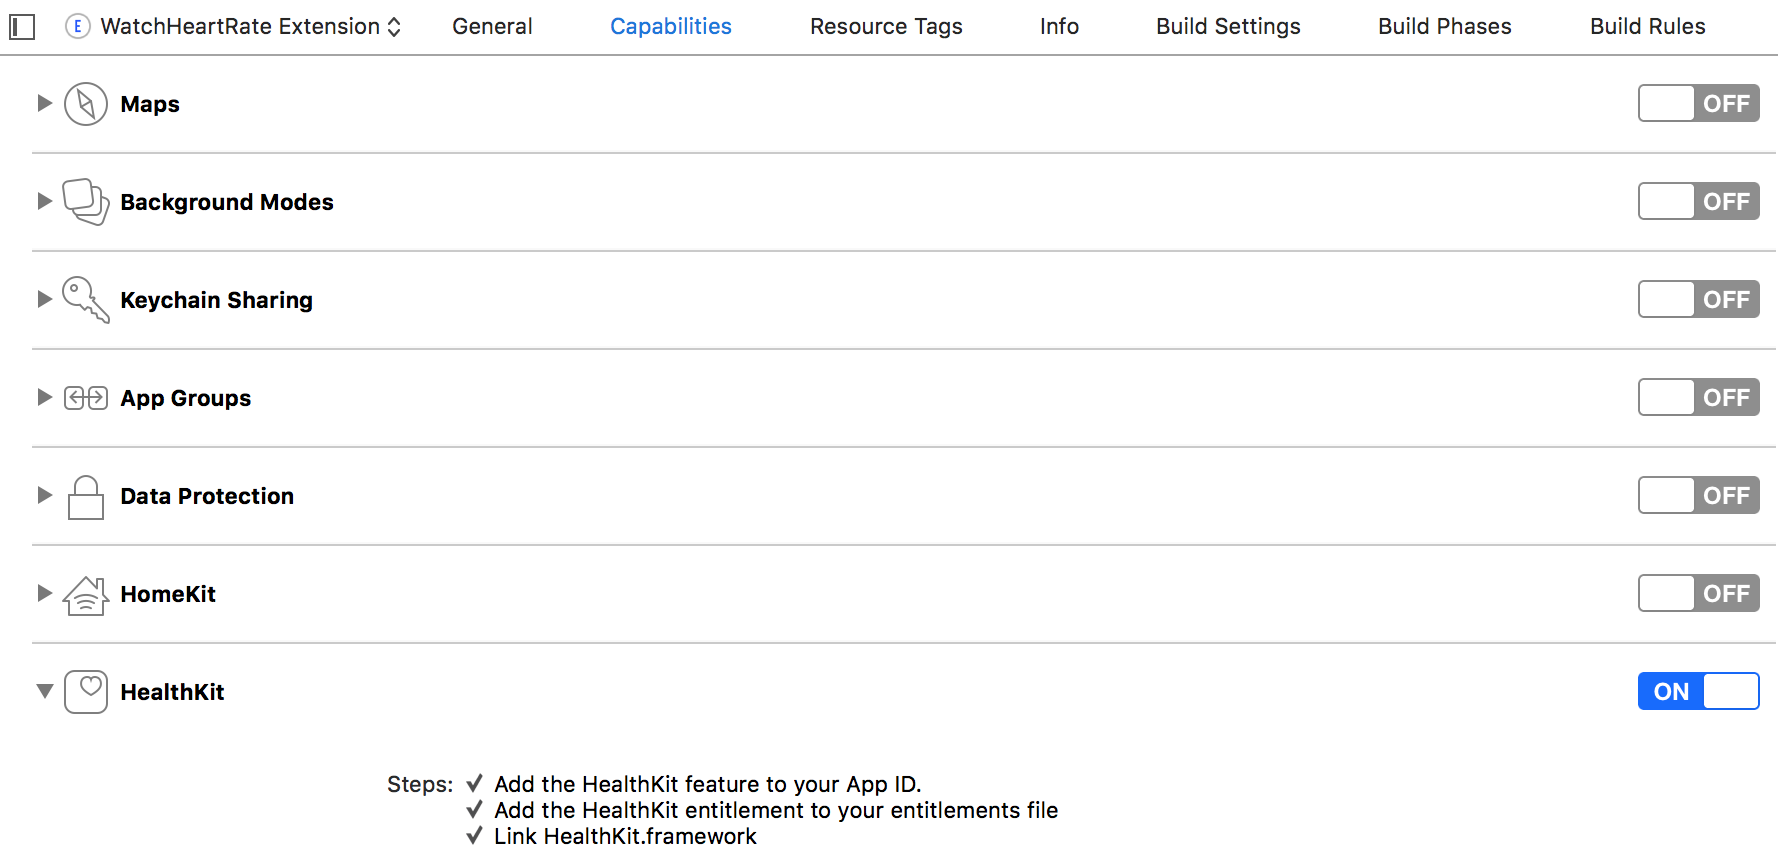 E WatchHeartRate Extension General Capabilities Resource Tags Info Build Settings Build Phases Build Rules
Maps OFF
Background Modes OFF
Keychain Sharing OFF
App Groups OFF
Data Protection OFF
HomeKit OFF
HealthKit ON
Steps: ✓ Add the HealthKit feature to your App ID.
✓ Add the HealthKit entitlement to your entitlements file
✓ Link HealthKit.framework